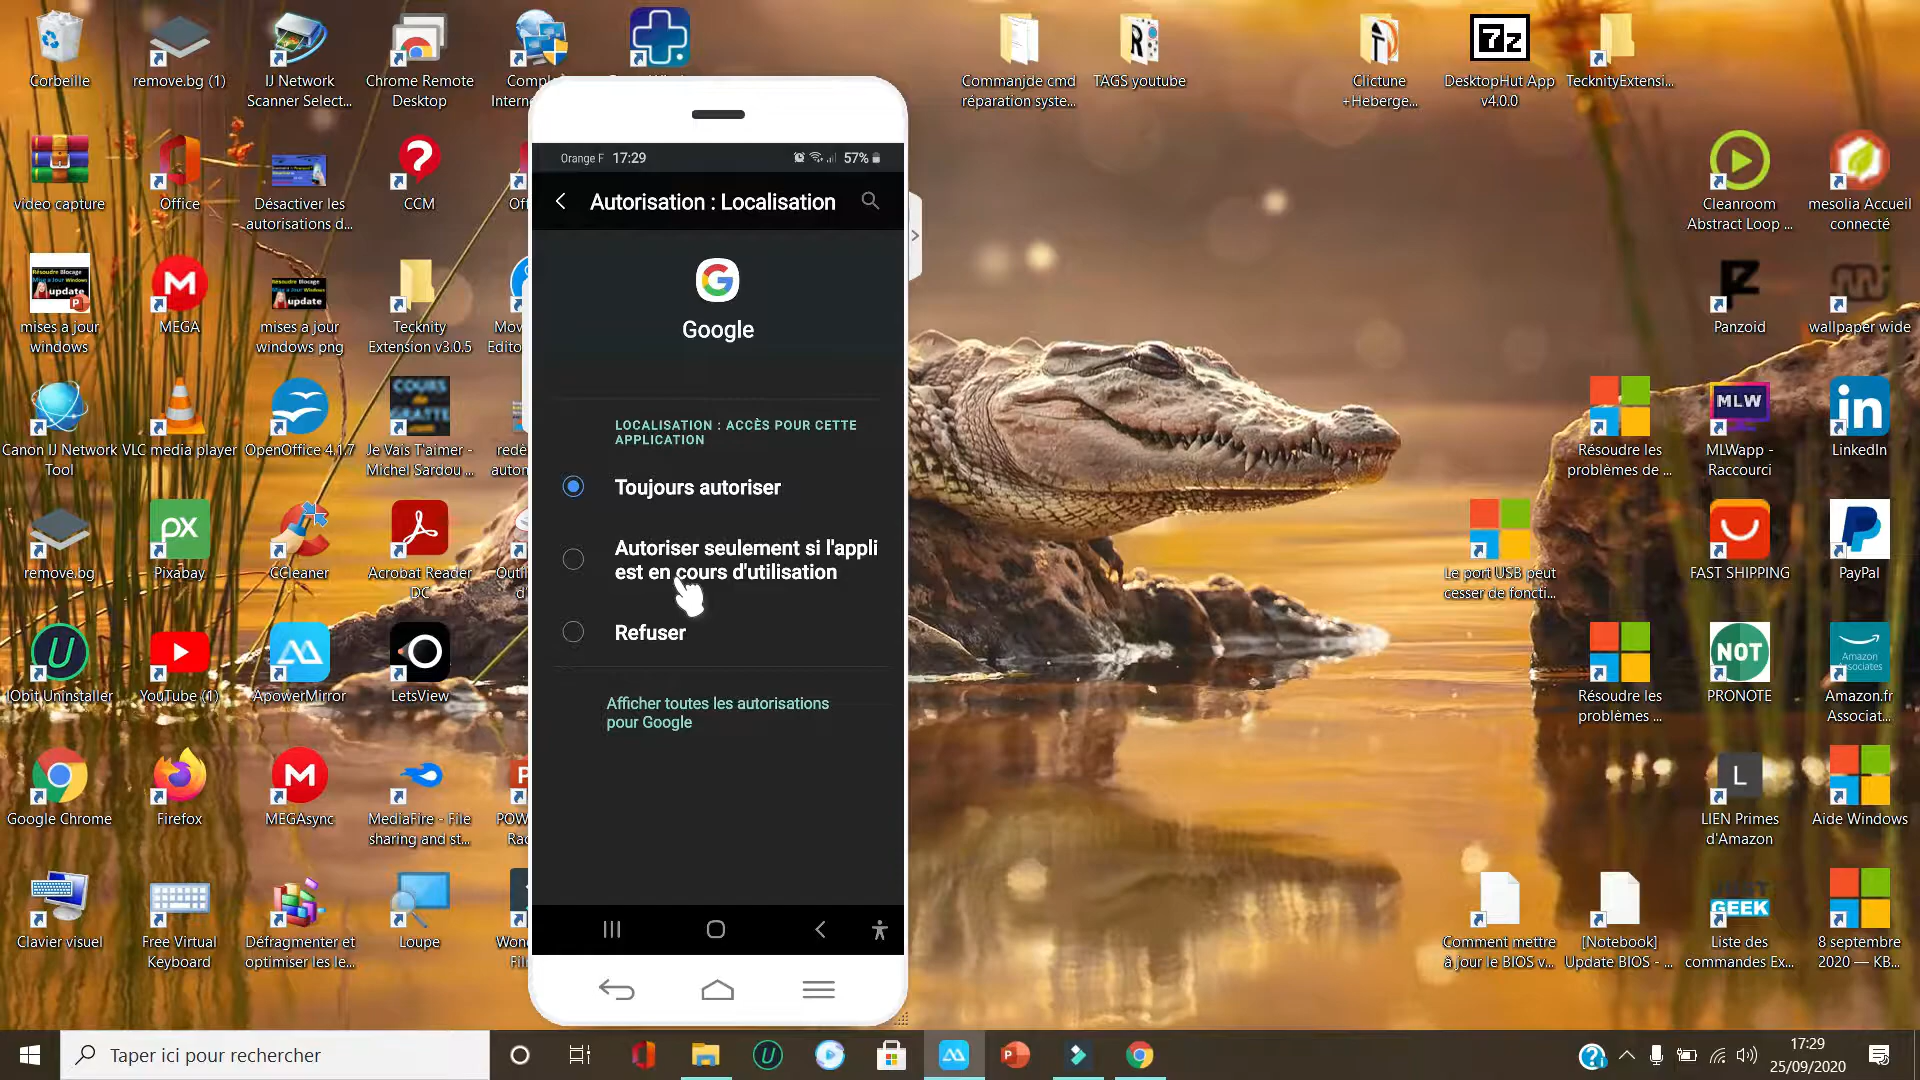 Corbeille
remove.bg (1)
IJ Network
Scanner Select...
Chrome Remote
Desktop
Commanjde cmd
réparation syste...
TAGS youtube
Clictune
+Heberge...
DesktopHut App
v4.0.0
TecknityExtensi...
video capture
Office
Désactiver les
autorisations d...
CCM
Cleanroom
Abstract Loop ...
mesolia Accueil
connecté
mises a jour
windows
MEGA
mises a jour
windows png
Tecknity
Extension v3.0.5
Panzoid
wallpaper wide
Canon IJ Network
Tool
VLC media player
OpenOffice 4.1.7
Je Vais T'aimer -
Michel Sardou ...
Résoudre les
problèmes de ...
MLWapp -
Raccourci
LinkedIn
remove.bg
Pixabay
CCleaner
Acrobat Reader
DC
Le port USB peut
cesser de foncti...
FAST SHIPPING
PayPal
IObit Uninstaller
YouTube (1)
ApowerMirror
LetsView
Résoudre les
problèmes ...
PRONOTE
Amazon.fr
Associat...
Google Chrome
Firefox
MEGAsync
MediaFire - File
sharing and st...
LIEN Primes
d'Amazon
Aide Windows
Clavier visuel
Free Virtual
Keyboard
Défragmenter et
optimiser les le...
Loupe
Comment mettre
à jour le BIOS v...
[Notebook]
Update BIOS - ...
Liste des
commandes Ex...
8 septembre
2020 — KB...
Orange F 17:29
57%
Autorisation : Localisation
Google
LOCALISATION : ACCÈS POUR CETTE
APPLICATION
Toujours autoriser
Autoriser seulement si l'appli
est en cours d'utilisation
Refuser
Afficher toutes les autorisations
pour Google
Taper ici pour rechercher
17:29
25/09/2020